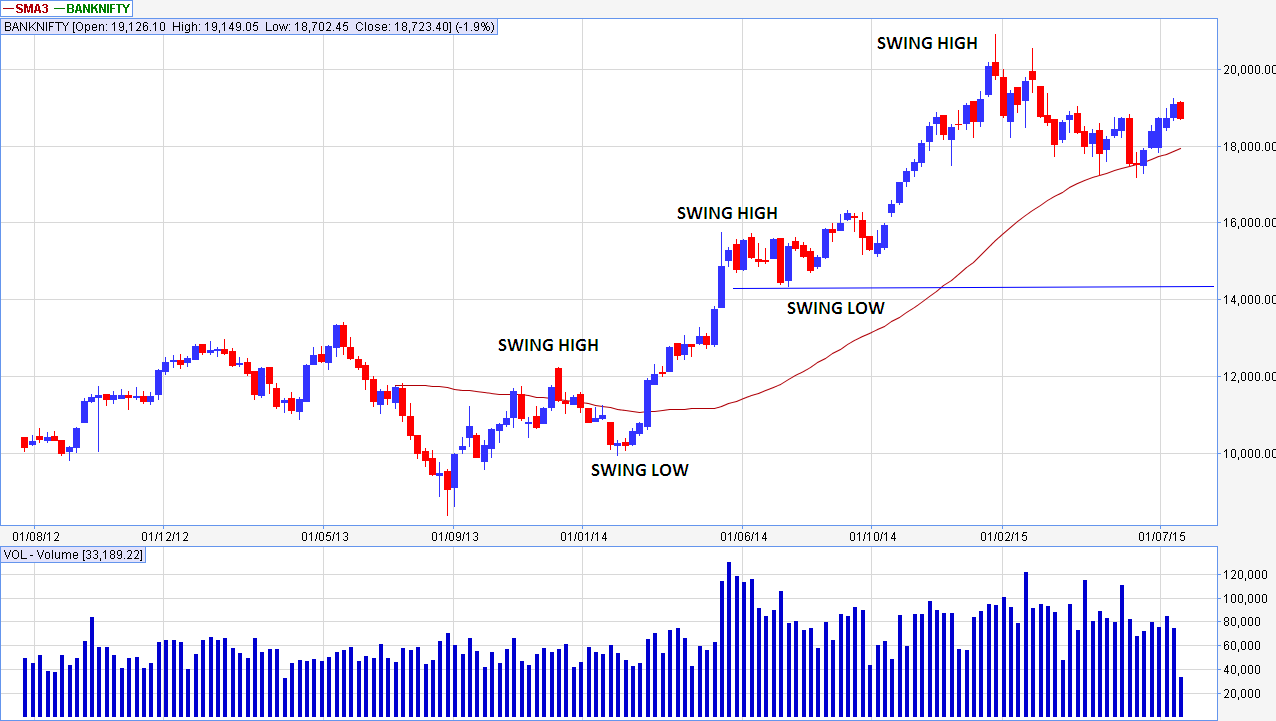 SMA3 BANKNIFTY
BANKNIFTY [Open: 19,126.10 High: 19,149.05 Low: 18,702.45 Close: 18,723.40] (-1.9%)
SWING HIGH
20,000.00
18,000.00
SWING HIGH
16,000.00
14,000.00
SWING LOW
SWING HIGH
12,000.00
10,000.00
SWING LOW
01/08/12 01/12/12 01/05/13 01/09/13 01/01/14 01/06/14 01/10/14 01/02/15 01/07/15
VOL - Volume [33,189.22]
120,000
100,000
80,000
60,000
40,000
20,000